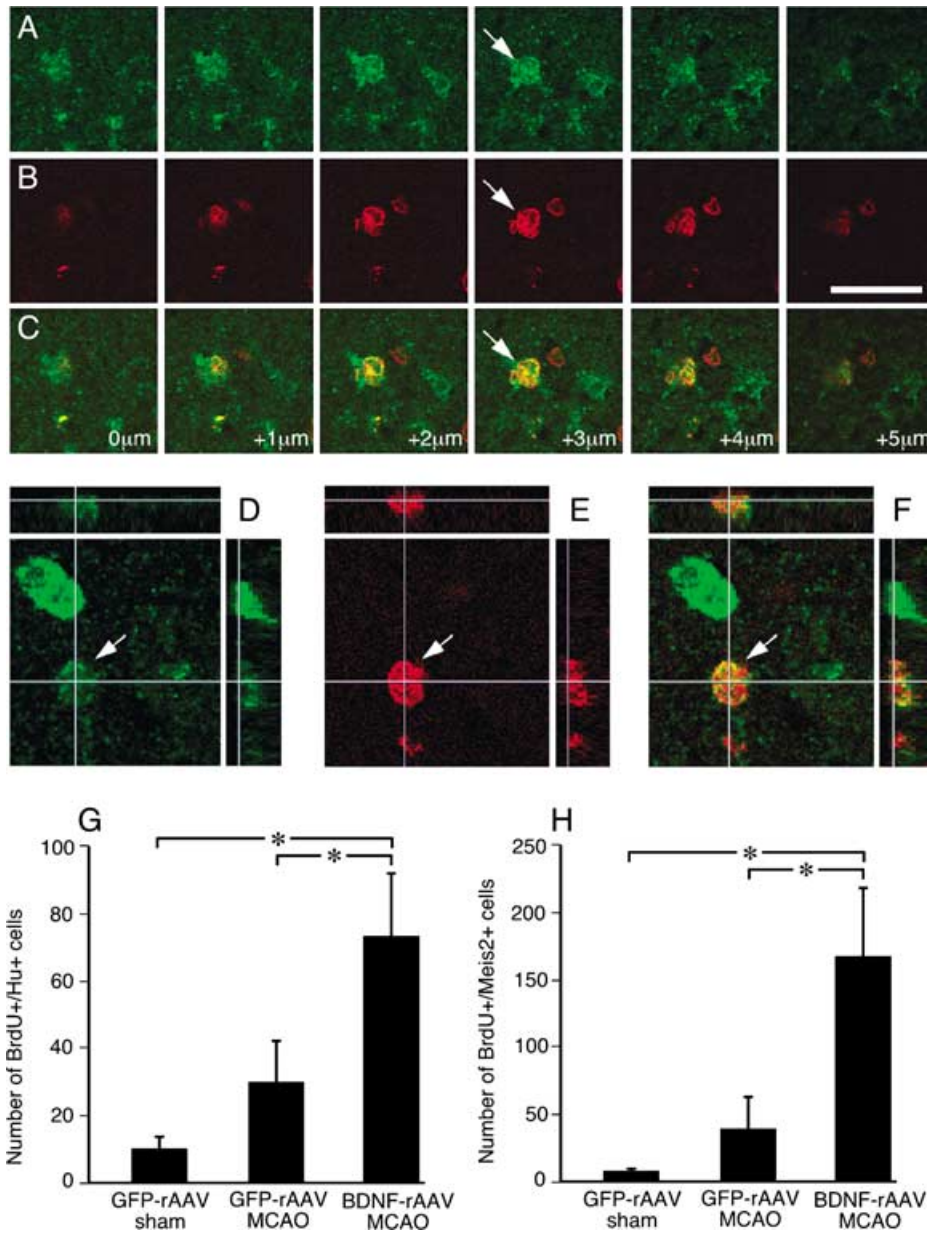 A
B
C
0μm
+1μm
+2μm
+3μm
+4μm
+5μm
D
E
F
G
Number of BrdU+/Hu+ cells
100
80
60
40
20
0
*
*
GFP-rAAV
sham
GFP-rAAV
MCAO
BDNF-rAAV
MCAO
H
Number of BrdU+/Meis2+ cells
250
200
150
100
50
0
*
*
GFP-rAAV
sham
GFP-rAAV
MCAO
BDNF-rAAV
MCAO